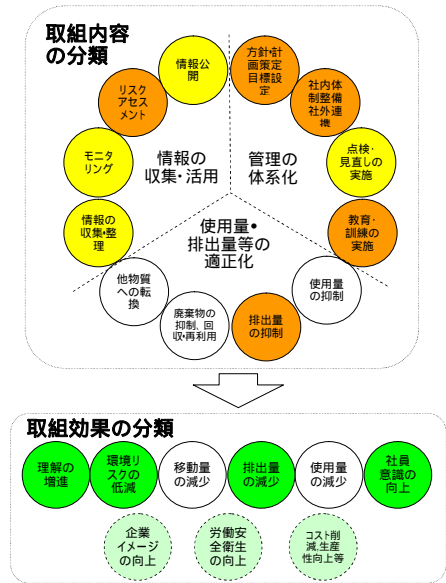 取組内容
の分類
情報公
開
方針・計
画策定
目標設
定
リスク
アセス
メント
社内体
制整備
社外連
携
モニタ
リング
点検・
見直しの
実施
情報の
収集・活用
管理の
体系化
情報の
収集・整
理
教育・
訓練の
実施
使用量・
排出量等の
適正化
他物質
への転
換
使用量
の抑制
廃棄物の
抑制、回
収・再利用
排出量
の抑制
取組効果の分類
理解の
増進
環境リ
スクの
低減
移動量
の減少
排出量
の減少
使用量
の減少
社員
意識の
向上
企業
イメージ
の向上
労働安
全衛生
の向上
コスト削
減、生産
性向上等